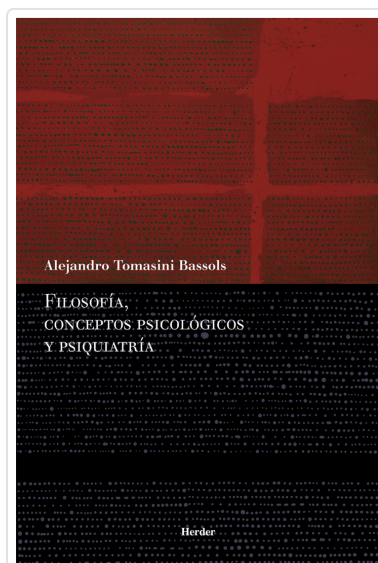 Alejandro Tomasini Bassols
Filosofía,
conceptos psicológicos
y psiquiatría
Herder